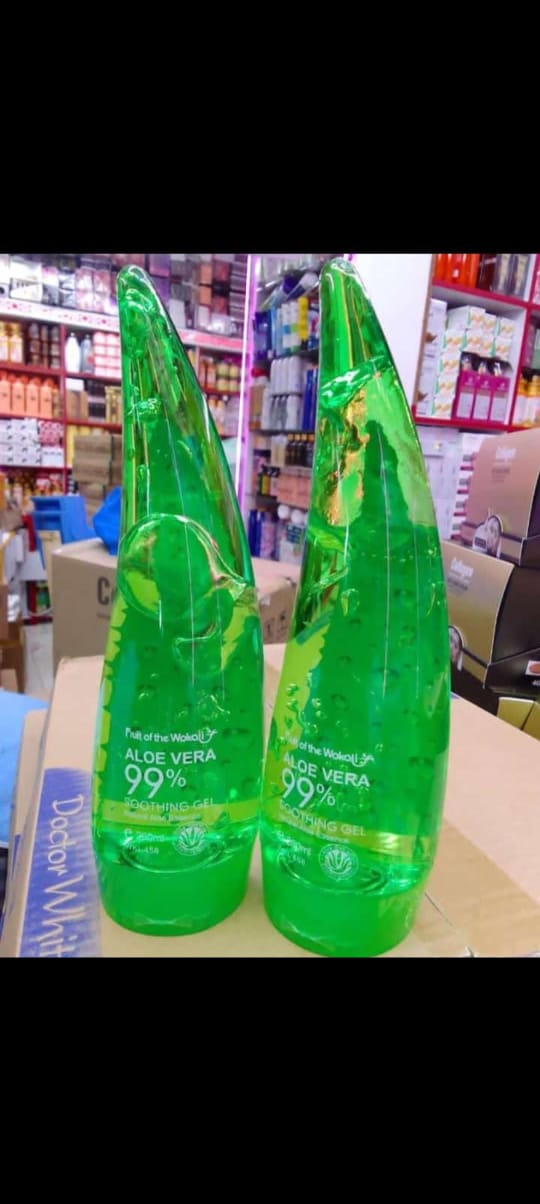 Fruit of the Wokali
ALOE VERA
99%
SOOTHING GEL
Fruit of the Wokali
ALOE VERA
99%
SOOTHING GEL
Doctor Whit
Collagen